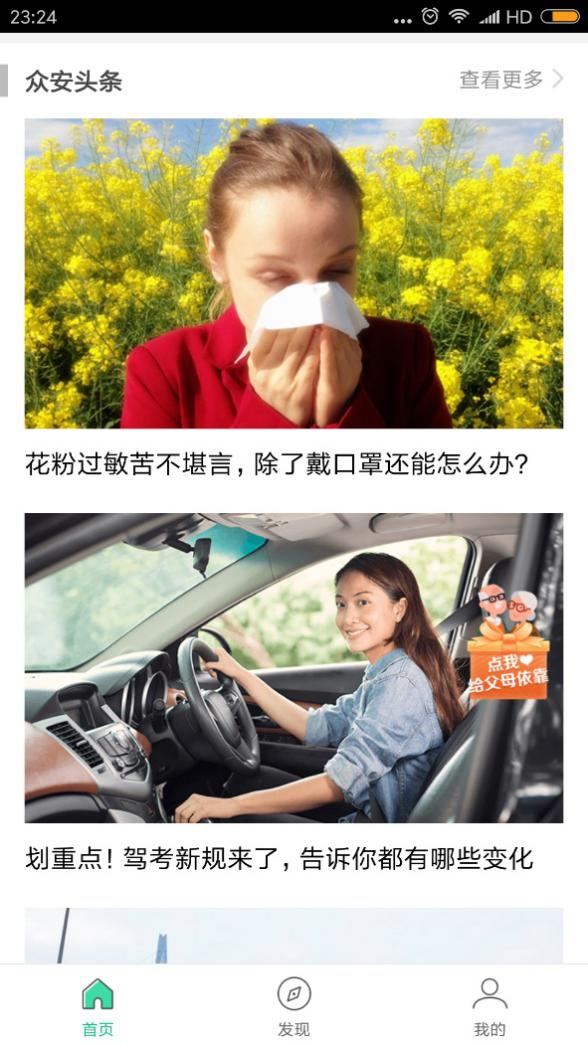 23:24
HD
众安头条
查看更多
花粉过敏苦不堪言，除了戴口罩还能怎么办？
点我
给父母依靠
划重点！驾考新规来了，告诉你都有哪些变化
首页
发现
我的